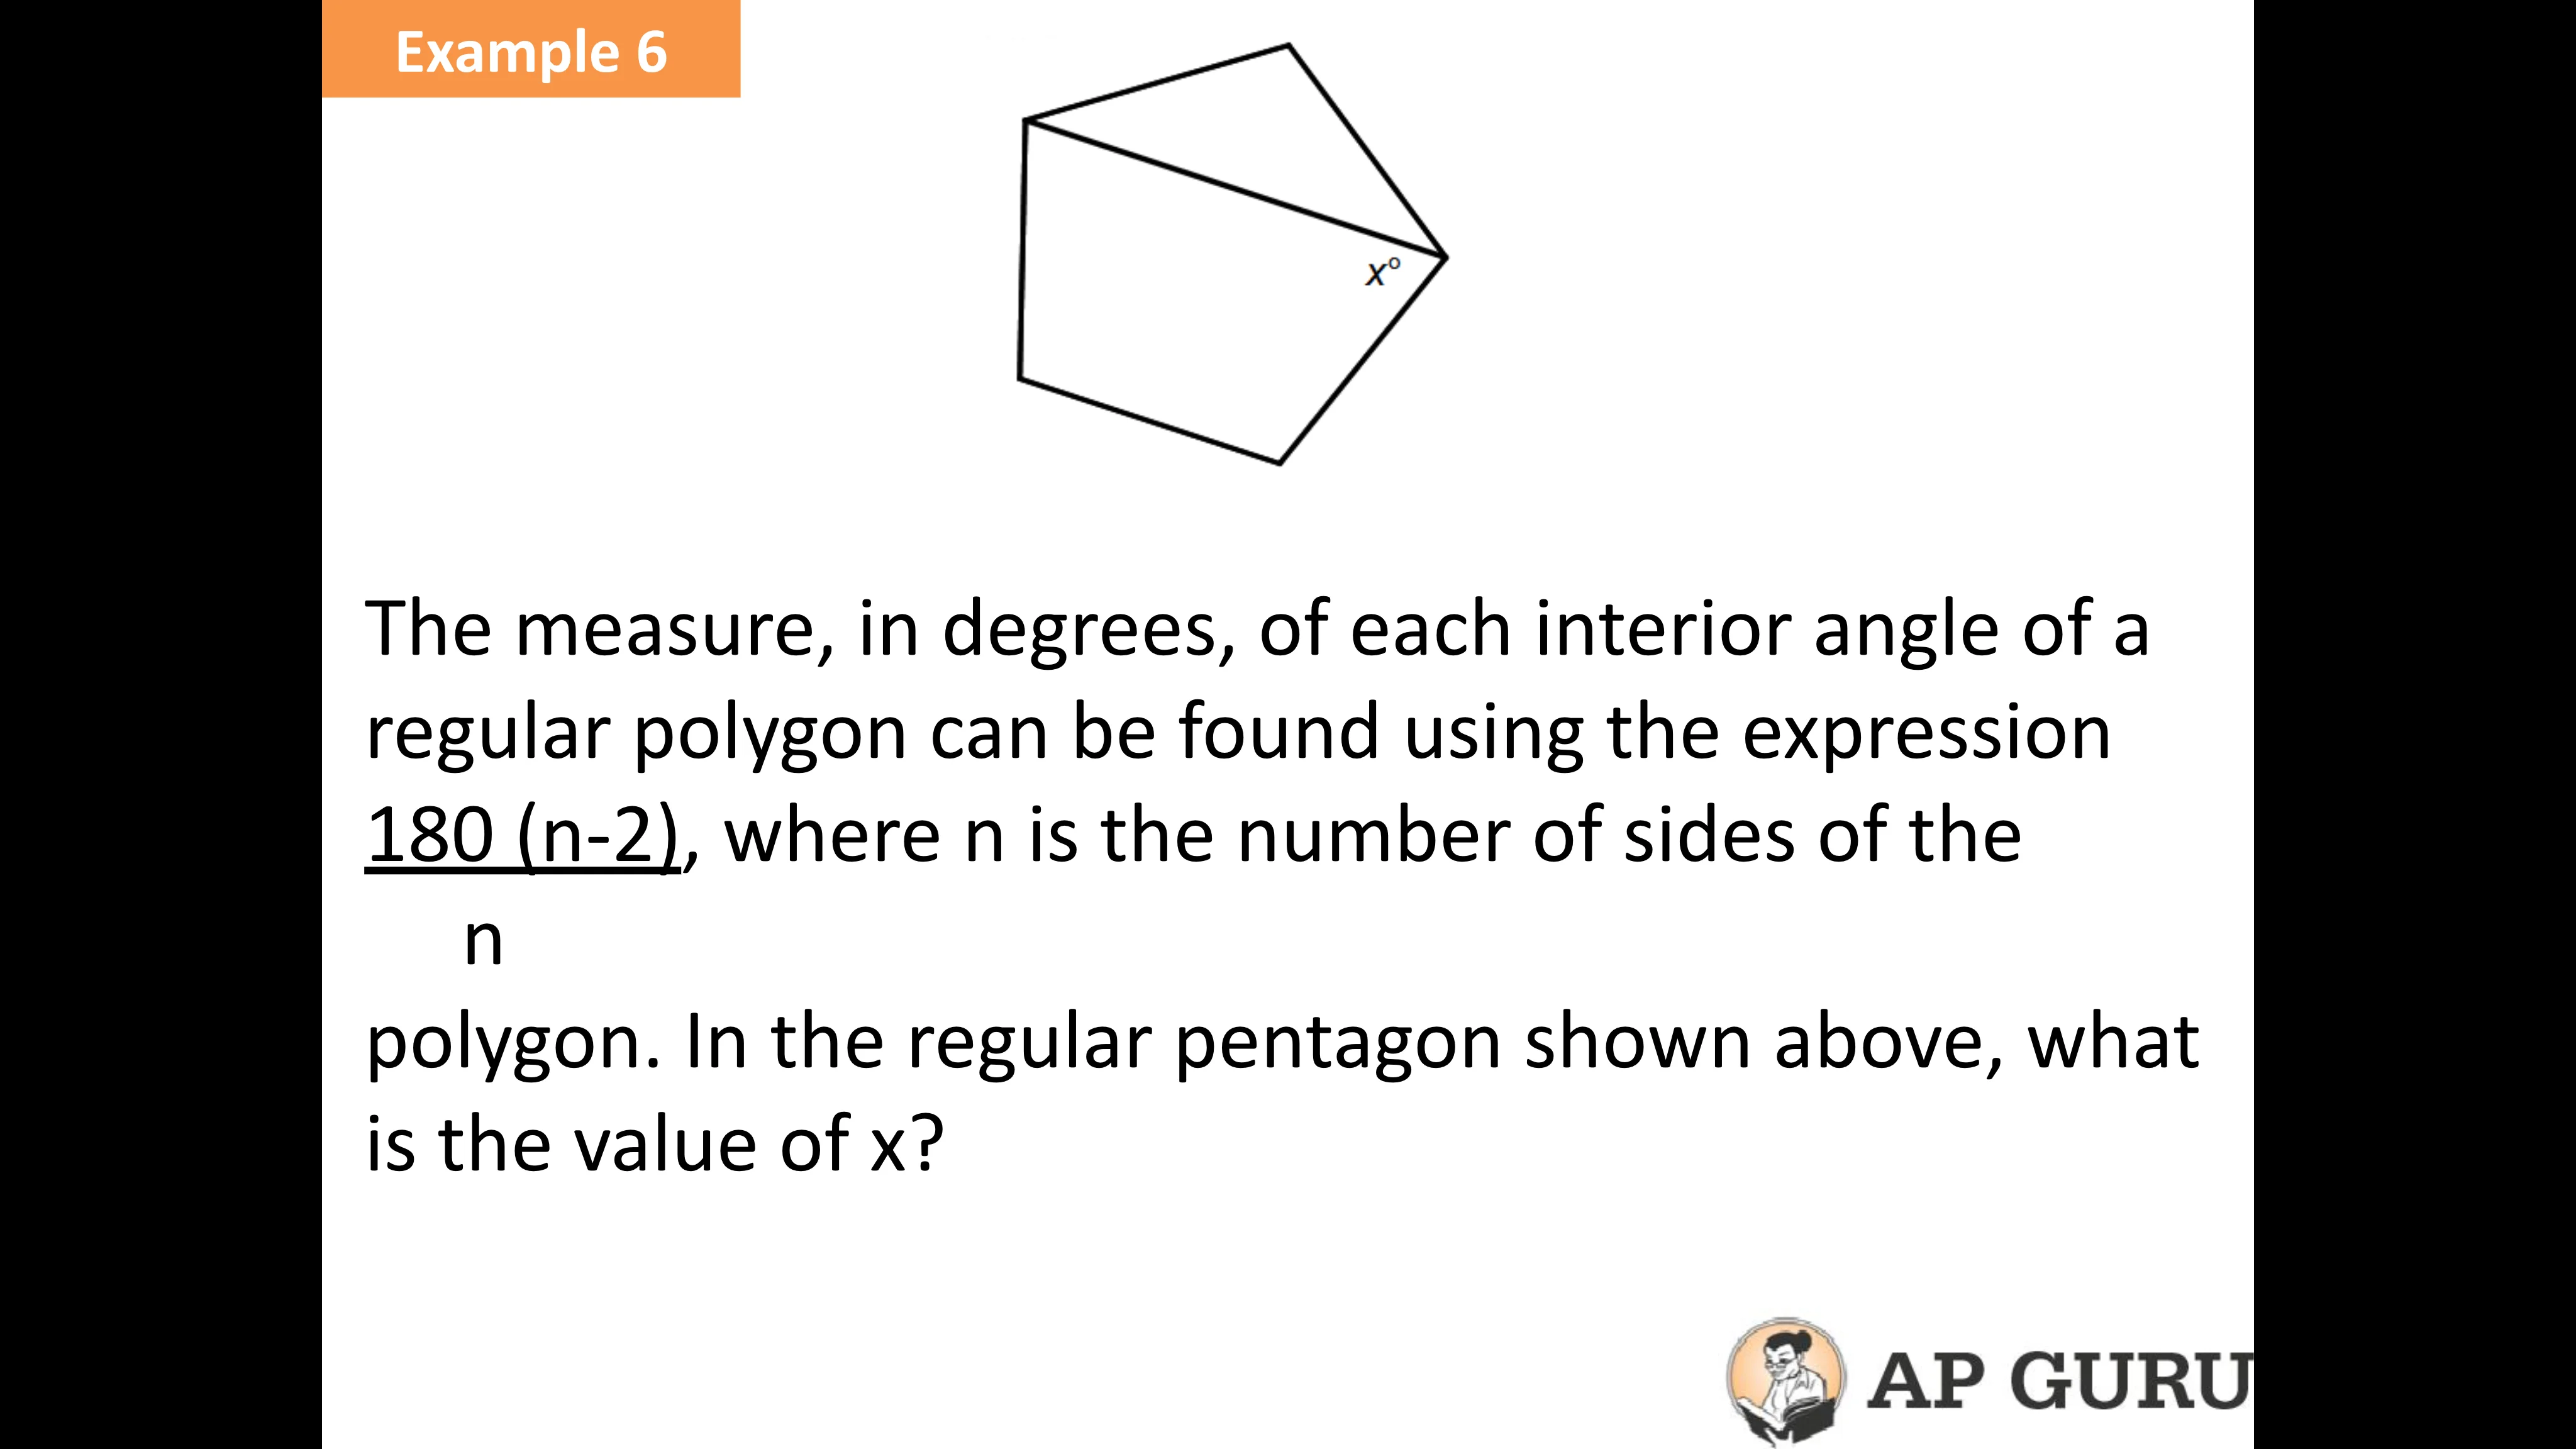 Example 6
xº
The measure, in degrees, of each interior angle of a
regular polygon can be found using the expression
180 (n-2), where n is the number of sides of the
n
polygon. In the regular pentagon shown above, what
is the value of x?
AP GURU